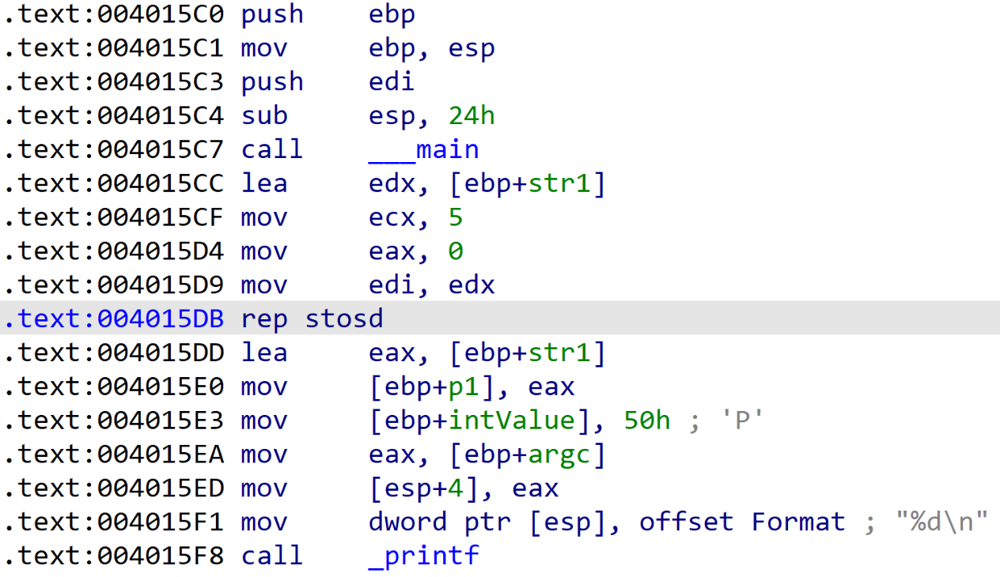 .text:004015C0 push    ebp
.text:004015C1 mov     ebp, esp
.text:004015C3 push    edi
.text:004015C4 sub     esp, 24h
.text:004015C7 call    ___main
.text:004015CC lea     edx, [ebp+str1]
.text:004015CF mov     ecx, 5
.text:004015D4 mov     eax, 0
.text:004015D9 mov     edi, edx
.text:004015DB rep stosd
.text:004015DD lea     eax, [ebp+str1]
.text:004015E0 mov     [ebp+p1], eax
.text:004015E3 mov     [ebp+intValue], 50h ; 'P'
.text:004015EA mov     eax, [ebp+argc]
.text:004015ED mov     [esp+4], eax
.text:004015F1 mov     dword ptr [esp], offset Format ; "%d\n"
.text:004015F8 call    _printf